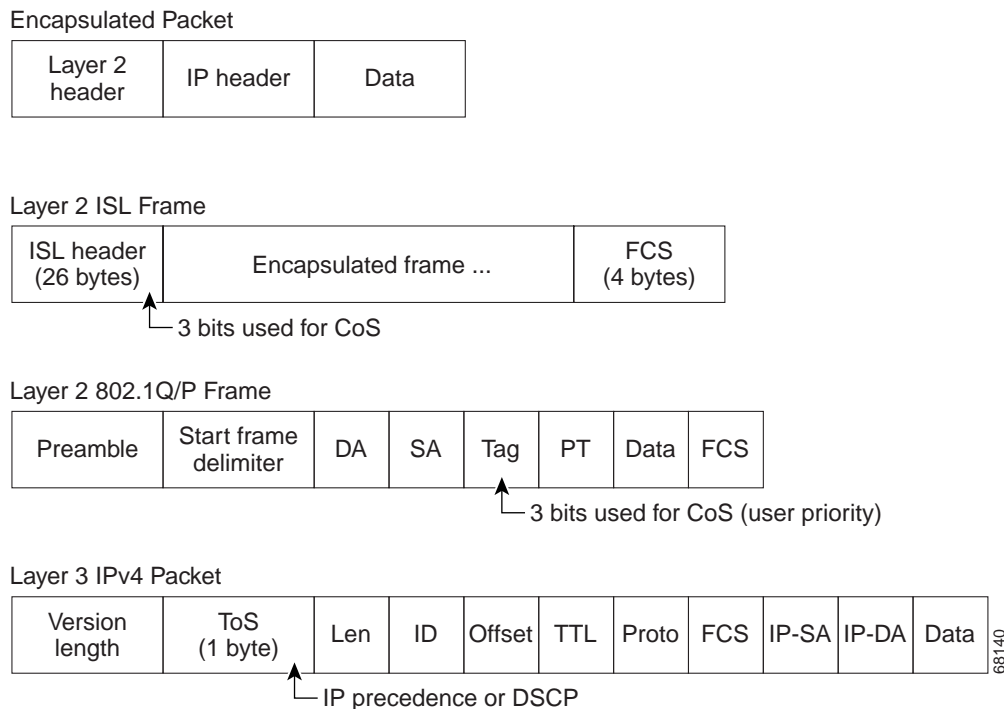 Encapsulated Packet
Layer 2
header
IP header
Data
Layer 2 ISL Frame
ISL header
(26 bytes)
Encapsulated frame ...
FCS
(4 bytes)
3 bits used for CoS
Layer 2 802.1Q/P Frame
Preamble
Start frame
delimiter
DA
SA
Tag
PT
Data
FCS
3 bits used for CoS (user priority)
Layer 3 IPv4 Packet
Version
length
ToS
(1 byte)
Len
ID
Offset
TTL
Proto
FCS
IP-SA
IP-DA
Data
68140
IP precedence or DSCP